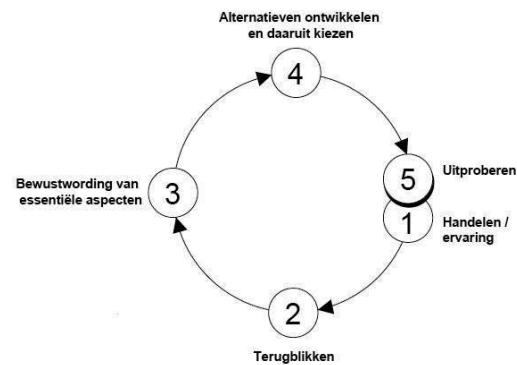 Alternatieven ontwikkelen
en daaruit kiezen
4
5
Uitproberen
Bewustwording van
essentiële aspecten
3
1
Handelen /
ervaring
2
Terugblikken